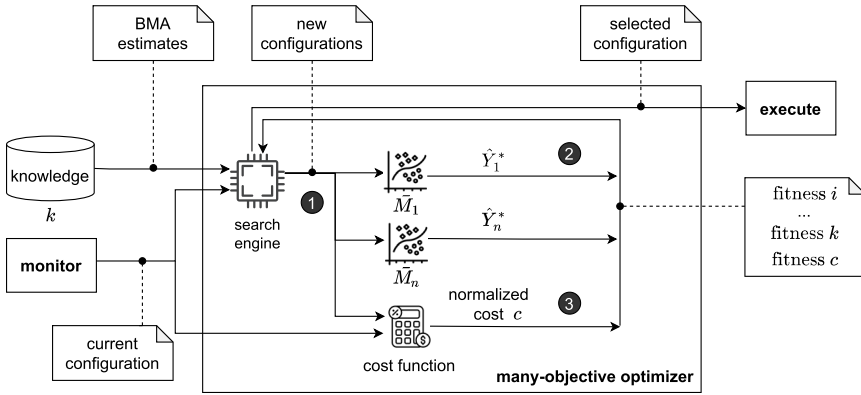 BMA
estimates
new
configurations
selected
configuration
execute
knowledge
k
monitor
current
configuration
search
engine
1
M̄₁
Ŷ₁*
2
M̄ₙ
Ŷₙ*
normalized
cost c
3
cost function
many-objective optimizer
fitness i
...
fitness k
fitness c